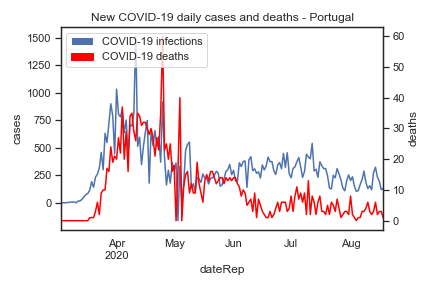 New COVID-19 daily cases and deaths - Portugal
COVID-19 infections
COVID-19 deaths
1500
1250
1000
750
500
250
0
cases
60
50
40
30
20
10
0
deaths
Apr
2020
May
Jun
Jul
Aug
dateRep